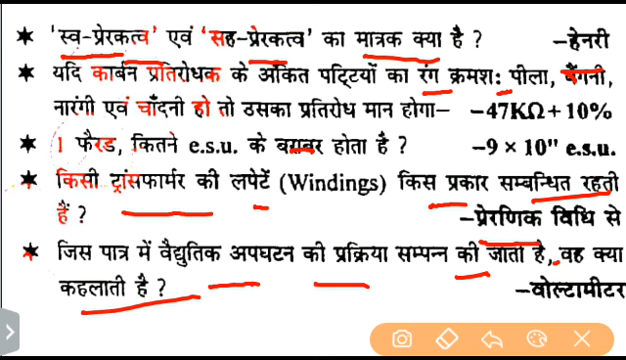 * 'स्व-प्रेरकत्व' एवं 'सह-प्रेरकत्व' का मात्रक क्या है ? –हेनरी
* यदि कार्बन प्रतिरोधक के अंकित पट्टियों का रंग क्रमश: पीला, बैंगनी,
नारंगी एवं चाँदनी हो तो उसका प्रतिरोध मान होगा– –47KΩ+10%
* 1 फैरड, कितने e.s.u. के बराबर होता है ? –9 × 10" e.s.u.
* किसी ट्रांसफार्मर की लपेटें (Windings) किस प्रकार सम्बन्धित रहती
हैं ? –प्रेरणिक विधि से
* जिस पात्र में वैद्युतिक अपघटन की प्रक्रिया सम्पन्न की जाती है, वह क्या
कहलाती है ? –वोल्टामीटर